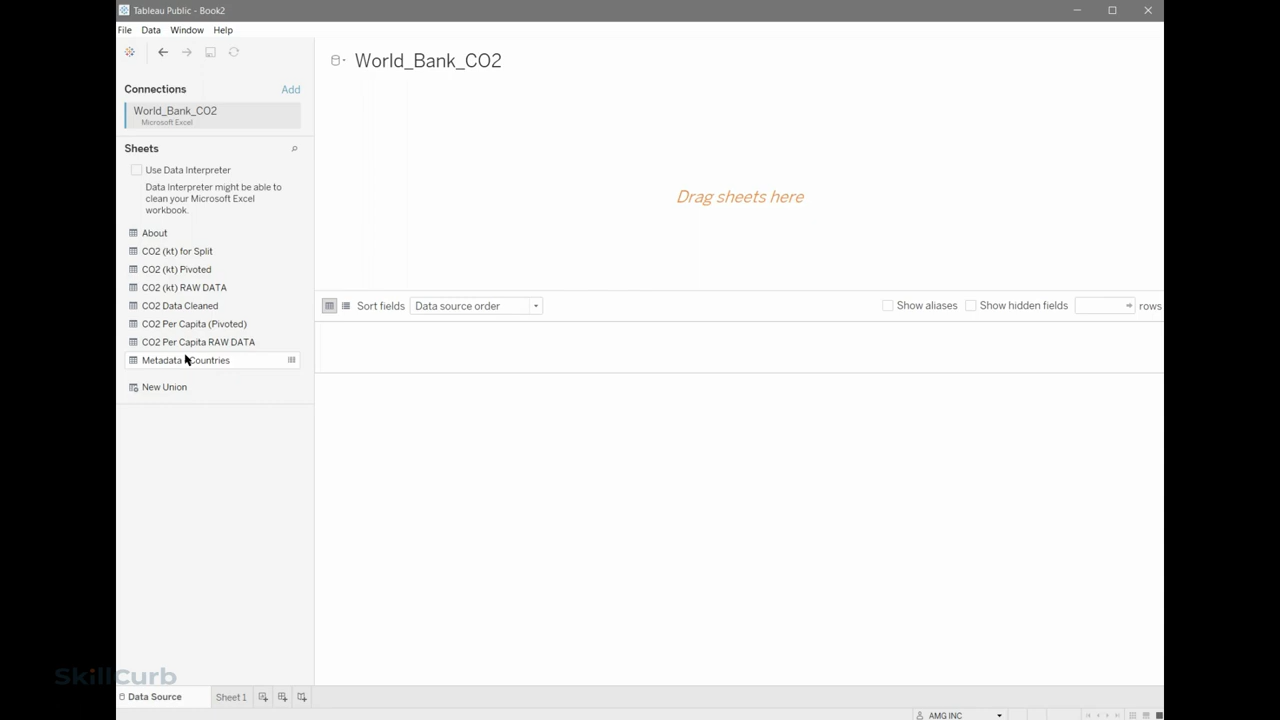 Tableau Public - Book2
File Data Window Help
World_Bank_CO2
Connections Add
World_Bank_CO2
Microsoft Excel
Sheets
Use Data Interpreter
Data Interpreter might be able to
clean your Microsoft Excel
workbook.
Drag sheets here
About
CO2 (kt) for Split
CO2 (kt) Pivoted
CO2 (kt) RAW DATA
CO2 Data Cleaned
CO2 Per Capita (Pivoted)
CO2 Per Capita RAW DATA
Metadata Countries
New Union
Sort fields Data source order Show aliases Show hidden fields rows
SkillCurb
Data Source Sheet 1
AMG INC